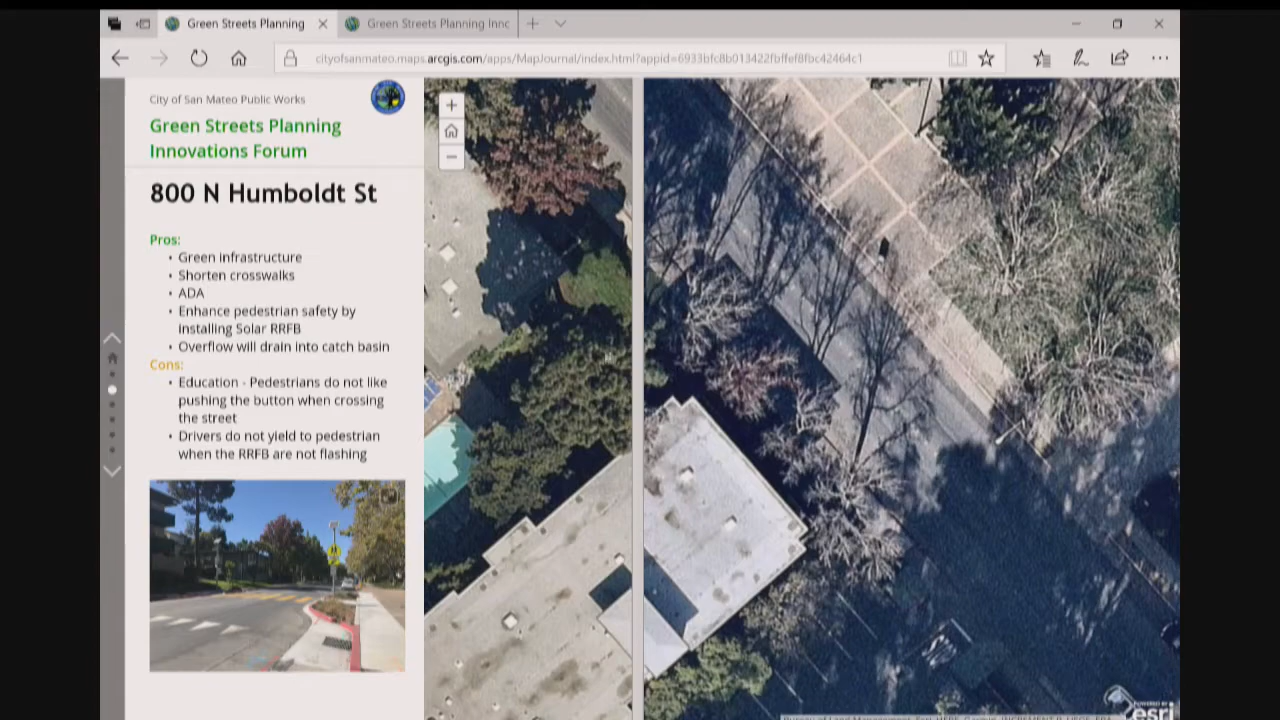 Green Streets Planning
Green Streets Planning Innc
cityofsanmateo.maps.arcgis.com/apps/MapJournal/index.html?appid=6933bfc8b013422fbffef8fbc42464c1
City of San Mateo Public Works
Green Streets Planning
Innovations Forum
800 N Humboldt St
Pros:
• Green infrastructure
• Shorten crosswalks
• ADA
• Enhance pedestrian safety by
installing Solar RRFB
• Overflow will drain into catch basin
Cons:
• Education - Pedestrians do not like
pushing the button when crossing
the street
• Drivers do not yield to pedestrian
when the RRFB are not flashing
POWERED BY
esri